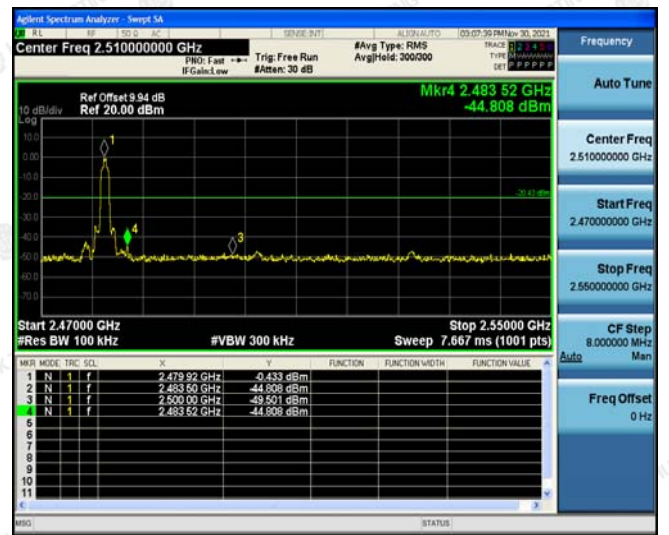 Agilent Spectrum Analyzer - Swept SA
RL RF 50 Ω AC SENSE:INT ALIGNAUTO 03:07:39 PM Nov 30, 2021
Center Freq 2.510000000 GHz
PNO: Fast Trig: Free Run #Avg Type: RMS TRACE 1 2 3 4 5 6
IFGain:Low #Atten: 30 dB Avg|Hold: 300/300 TYPE
DET P P P P P P
Mkr4 2.483 52 GHz
-44.808 dBm
Ref Offset 9.94 dB
10 dB/div Ref 20.00 dBm
Log
10.0
0.00
-10.0
-20.0
-30.0
-40.0
-50.0
-60.0
-70.0
1
4
3
-20.43 dBm
Start 2.47000 GHz Stop 2.55000 GHz
#Res BW 100 kHz #VBW 300 kHz Sweep 7.667 ms (1001 pts)
MKR MODE TRC SCL X Y FUNCTION FUNCTION WIDTH FUNCTION VALUE
1 N 1 f 2.479 92 GHz -0.433 dBm
2 N 1 f 2.483 50 GHz -44.808 dBm
3 N 1 f 2.500 00 GHz -49.501 dBm
4 N 1 f 2.483 52 GHz -44.808 dBm
5
6
7
8
9
10
11
MSG STATUS
Frequency
Auto Tune
Center Freq
2.510000000 GHz
Start Freq
2.470000000 GHz
Stop Freq
2.550000000 GHz
CF Step
8.000000 MHz
Auto Man
Freq Offset
0 Hz